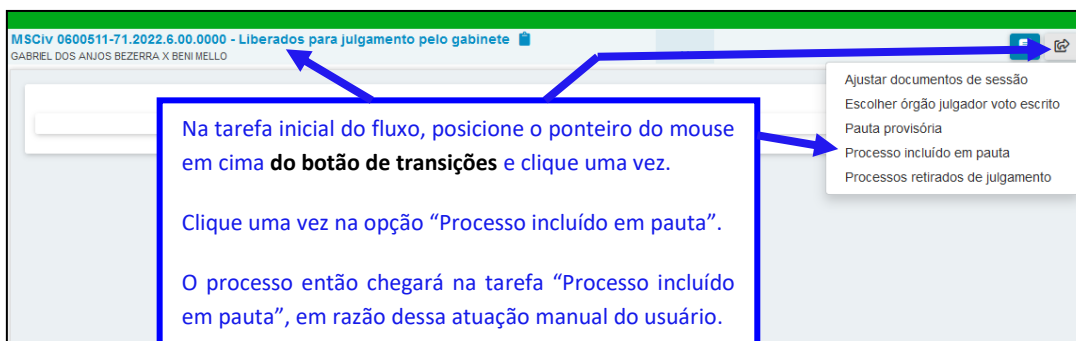 MSCiv 0600511-71.2022.6.00.0000 - Liberados para julgamento pelo gabinete
GABRIEL DOS ANJOS BEZERRA X BENI MELLO
Ajustar documentos de sessão
Escolher órgão julgador voto escrito
Pauta provisória
Processo incluído em pauta
Processos retirados de julgamento
Na tarefa inicial do fluxo, posicione o ponteiro do mouse
em cima do botão de transições e clique uma vez.
Clique uma vez na opção “Processo incluído em pauta”.
O processo então chegará na tarefa “Processo incluído
em pauta”, em razão dessa atuação manual do usuário.